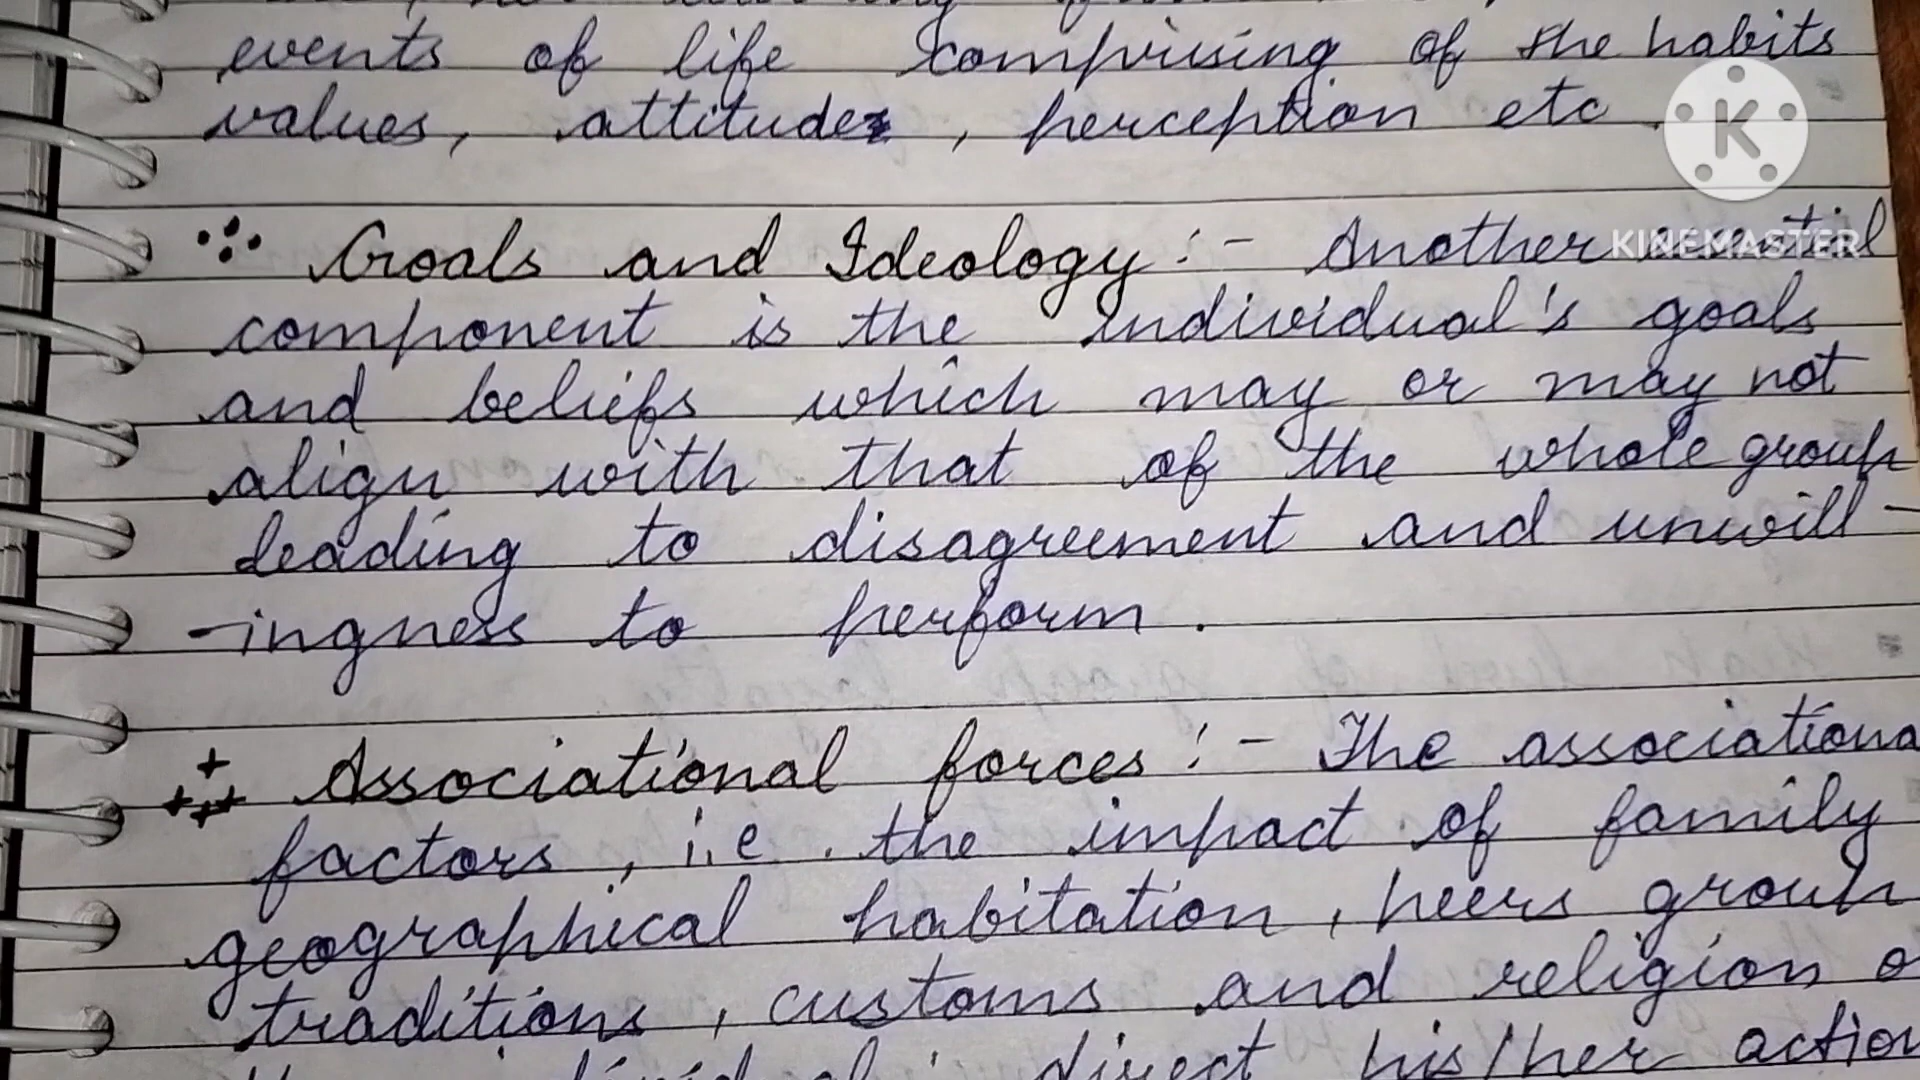 events of life comprising of the habits
values, attitudes, perception etc.
Goals and Ideology :- Another essential
component is the individual's goals
and beliefs which may or may not
align with that of the whole group
leading to disagreement and unwill-
-ingness to perform.
Associational forces :- The associationa
factors, i.e. the impact of family
geographical habitation, peers group
traditions, customs and religion o
direct his/her action
K
KINEMASTER